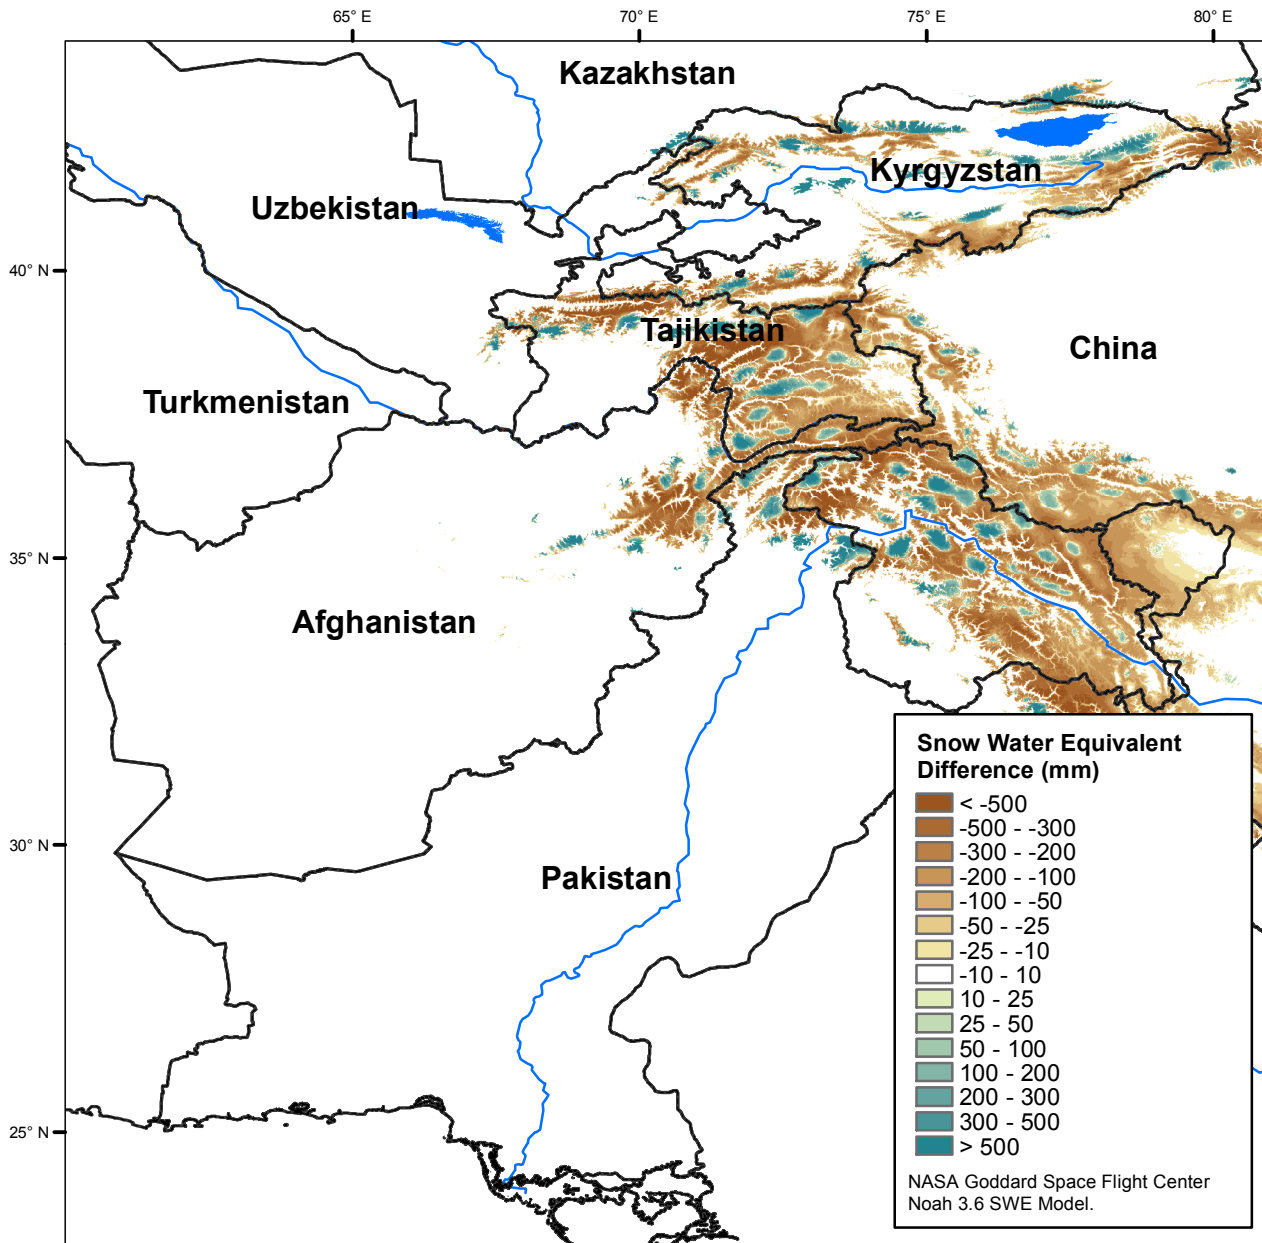 65° E
70° E
75° E
80° E
Kazakhstan
Kyrgyzstan
Uzbekistan
40° N
Tajikistan
China
Turkmenistan
35° N
Afghanistan
30° N
Pakistan
25° N
Snow Water Equivalent
Difference (mm)
< -500
-500 - -300
-300 - -200
-200 - -100
-100 - -50
-50 - -25
-25 - -10
-10 - 10
10 - 25
25 - 50
50 - 100
100 - 200
200 - 300
300 - 500
> 500
NASA Goddard Space Flight Center
Noah 3.6 SWE Model.